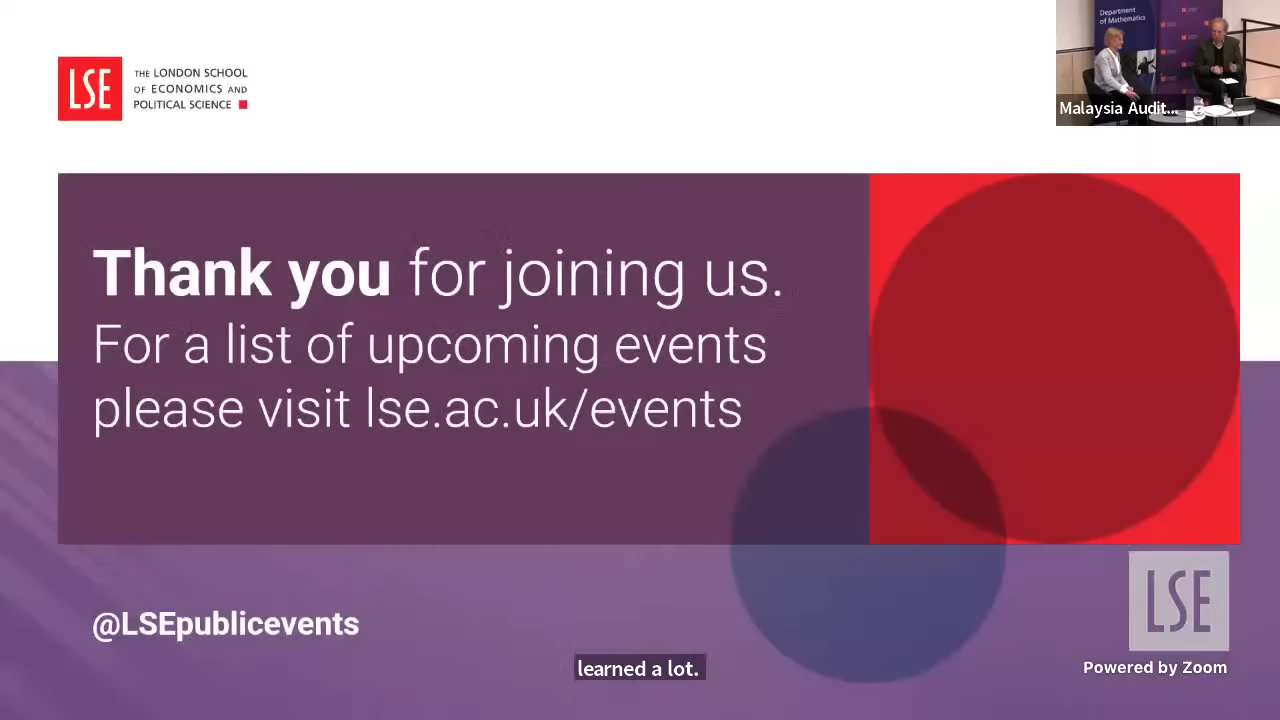 LSE
THE LONDON SCHOOL
OF ECONOMICS AND
POLITICAL SCIENCE
Department
of Mathematics
Malaysia Audit...
Thank you for joining us.
For a list of upcoming events
please visit lse.ac.uk/events
@LSEpublicevents
LSE
learned a lot.
Powered by Zoom